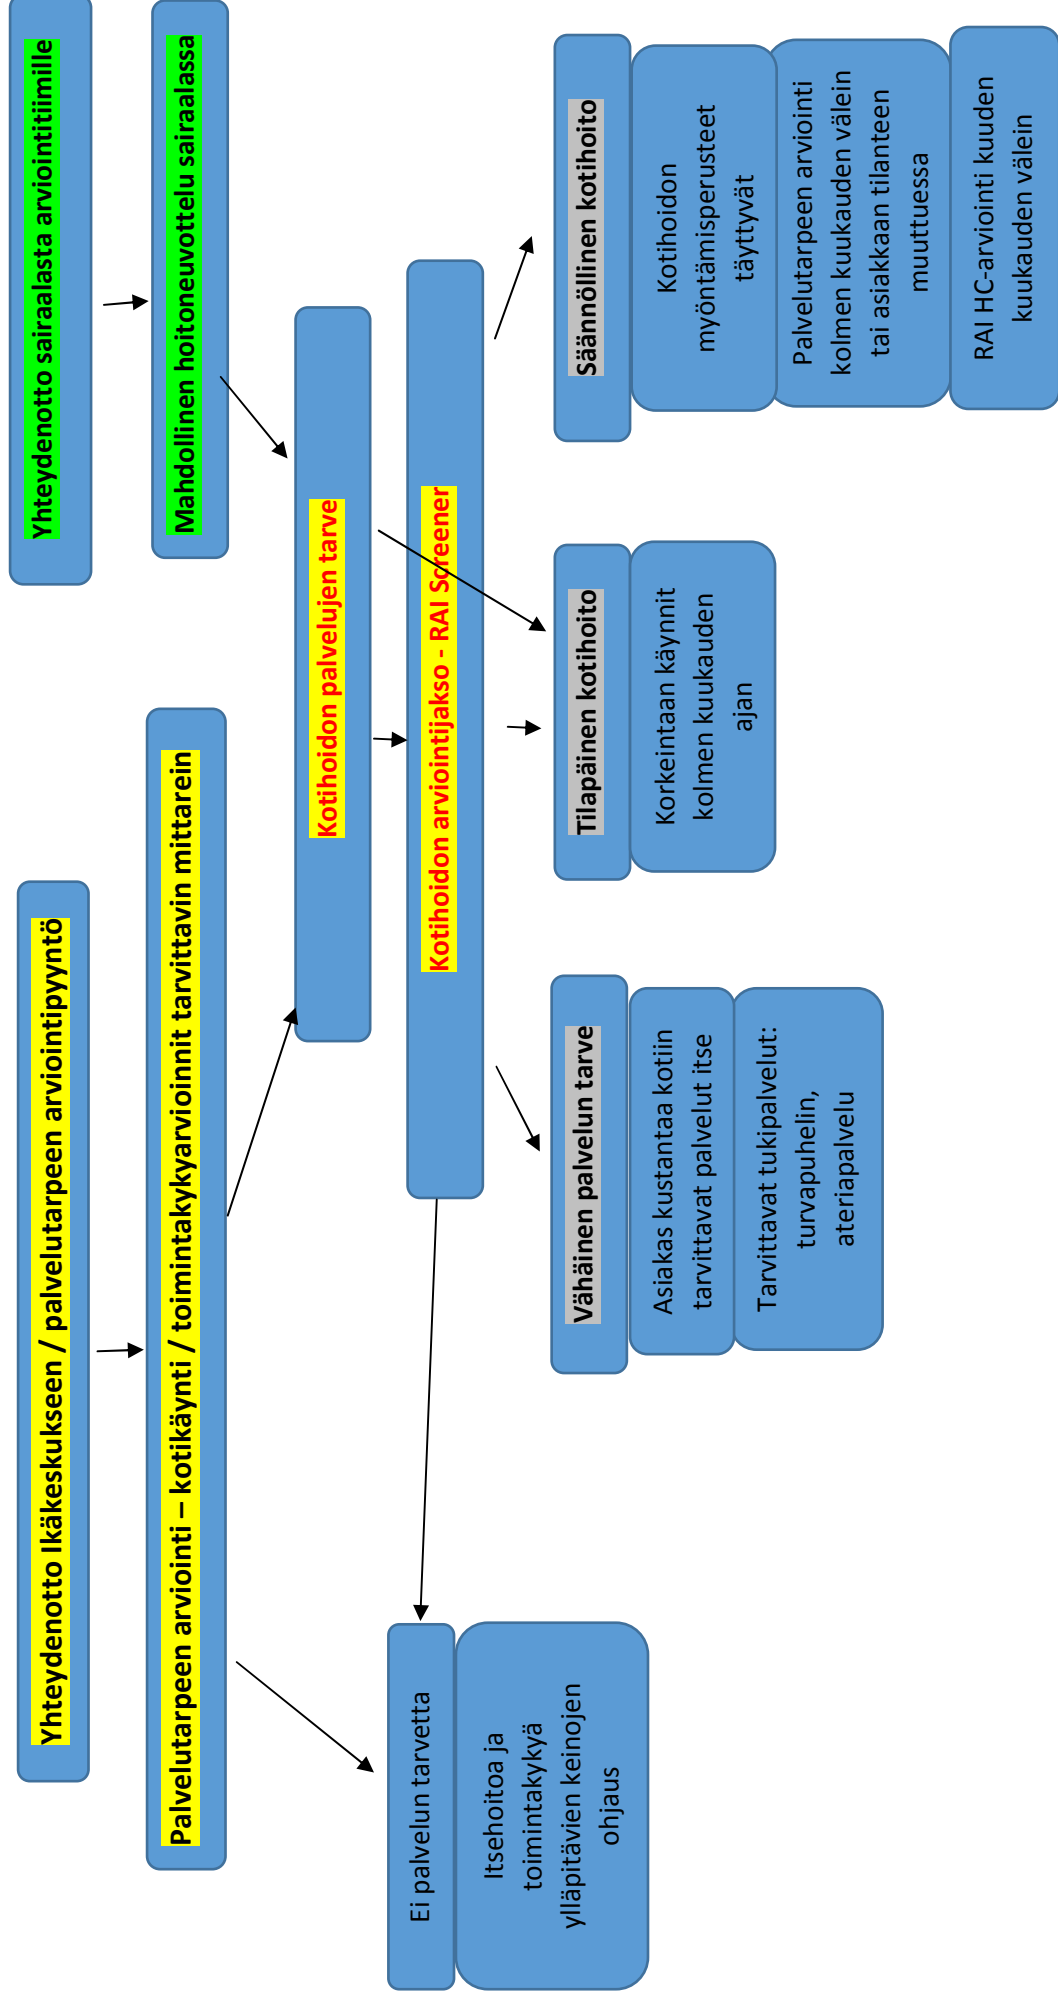 Yhteydenotto Ikäkeskukseen / palvelutarpeen arviointipyyntö
Yhteydenotto sairaalasta arviointitiimille
Palvelutarpeen arviointi – kotikäynti / toimintakykyarvioinnit tarvittavin mittarein
Mahdollinen hoitoneuvottelu sairaalassa
Kotihoidon palvelujen tarve
Kotihoidon arviointijakso - RAI Screener
Ei palvelun tarvetta
Itsehoitoa ja
toimintakykyä
ylläpitävien keinojen
ohjaus
Vähäinen palvelun tarve
Asiakas kustantaa kotiin
tarvittavat palvelut itse
Tarvittavat tukipalvelut:
turvapuhelin,
ateriapalvelu
Tilapäinen kotihoito
Korkeintaan käynnit
kolmen kuukauden
ajan
Säännöllinen kotihoito
Kotihoidon
myöntämisperusteet
täyttyvät
Palvelutarpeen arviointi
kolmen kuukauden välein
tai asiakkaan tilanteen
muuttuessa
RAI HC-arviointi kuuden
kuukauden välein